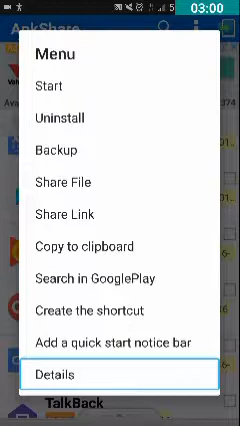 03:00
ApkShare
Menu
Start
Uninstall
Backup
Share File
Share Link
Copy to clipboard
Search in GooglePlay
Create the shortcut
Add a quick start notice bar
Details
TalkBack